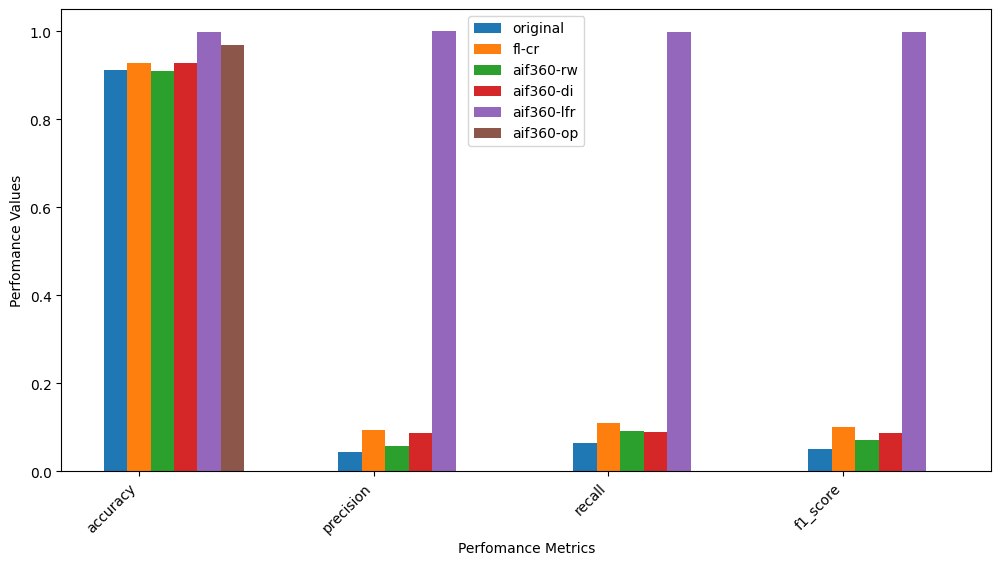 1.0
0.8
0.6
0.4
0.2
0.0
Perfomance Values
original
fl-cr
aif360-rw
aif360-di
aif360-lfr
aif360-op
accuracy
precision
recall
f1_score
Perfomance Metrics